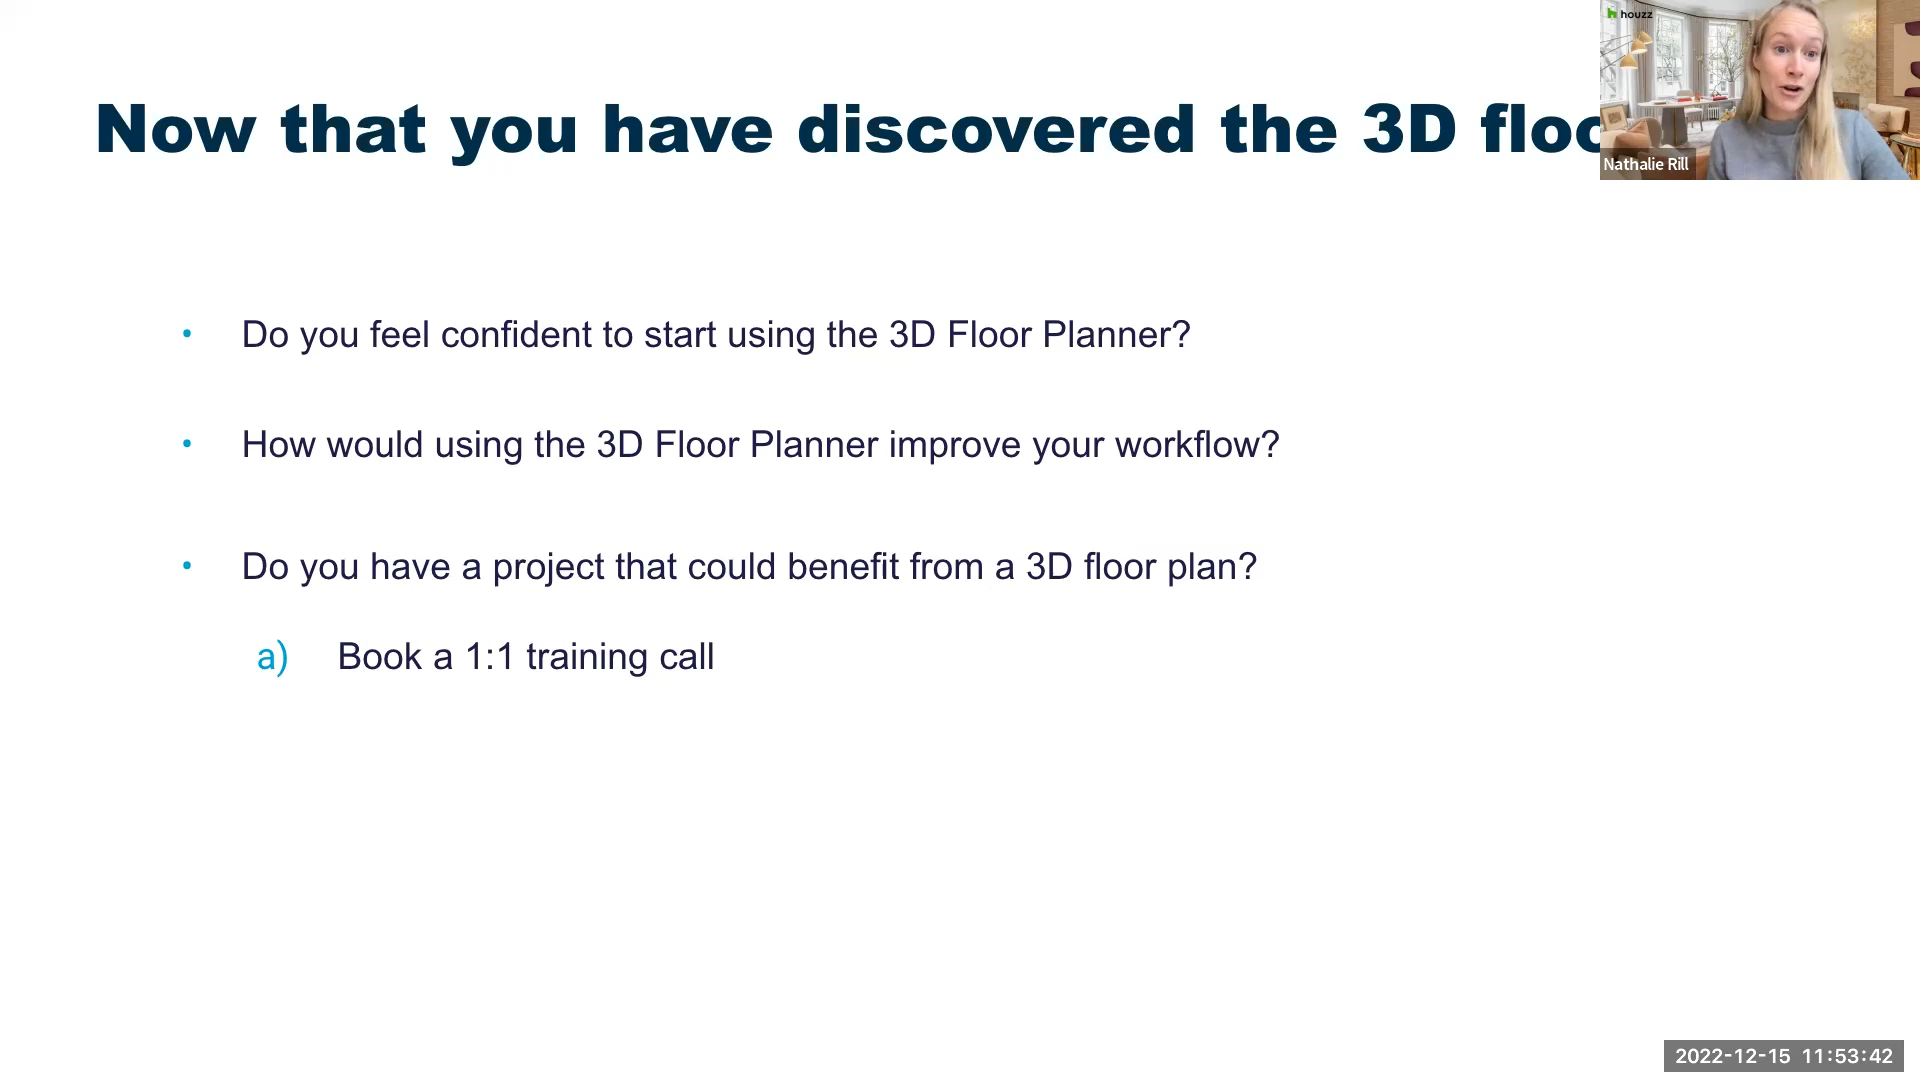 houzz
Now that you have discovered the 3D
Nathalie Rill
• Do you feel confident to start using the 3D Floor Planner?
• How would using the 3D Floor Planner improve your workflow?
• Do you have a project that could benefit from a 3D floor plan?
a) Book a 1:1 training call
2022-12-15 11:53:42